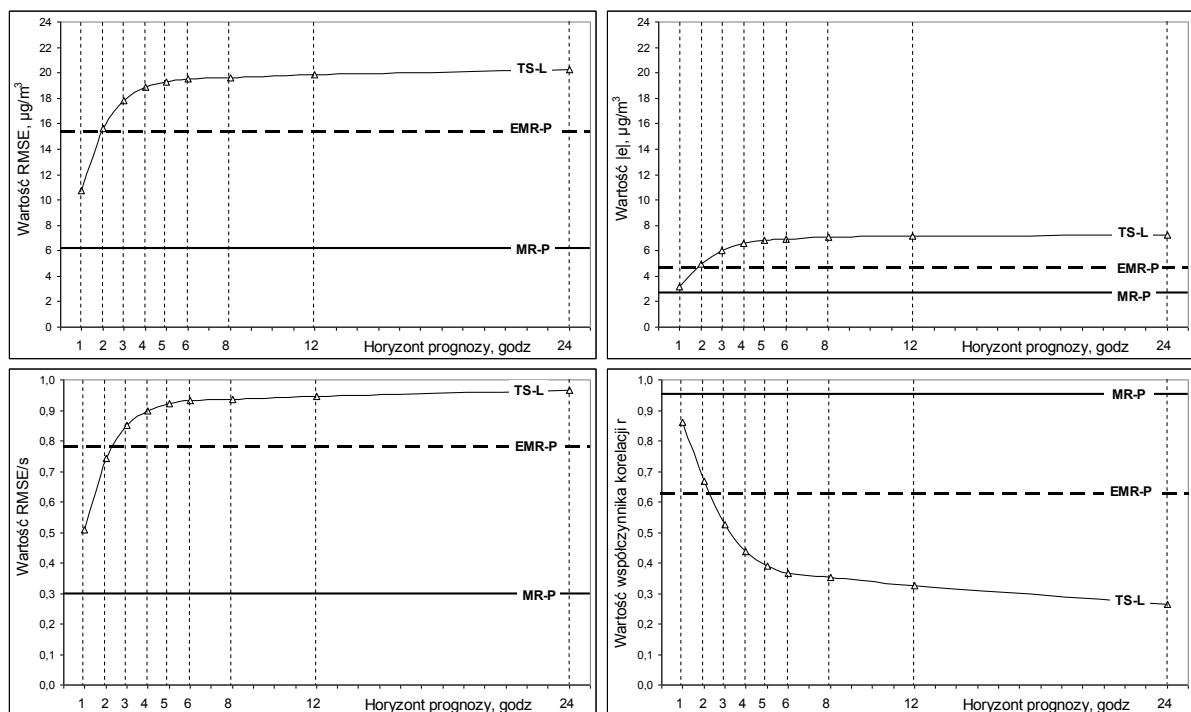 Wartość RMSE, µg/m³
24
22
20
18
16
14
12
10
8
6
4
2
0
TS-L
EMR-P
MR-P
1 2 3 4 5 6 8 12 24
Horyzont prognozy, godz
Wartość |e|, µg/m³
24
22
20
18
16
14
12
10
8
6
4
2
0
TS-L
EMR-P
MR-P
1 2 3 4 5 6 8 12 24
Horyzont prognozy, godz
Wartość RMSE/s
1,0
0,9
0,8
0,7
0,6
0,5
0,4
0,3
0,2
0,1
0,0
TS-L
EMR-P
MR-P
1 2 3 4 5 6 8 12 24
Horyzont prognozy, godz
Wartość współczynnika korelacji r
1,0
0,9
0,8
0,7
0,6
0,5
0,4
0,3
0,2
0,1
0,0
MR-P
EMR-P
TS-L
1 2 3 4 5 6 8 12 24
Horyzont prognozy, godz